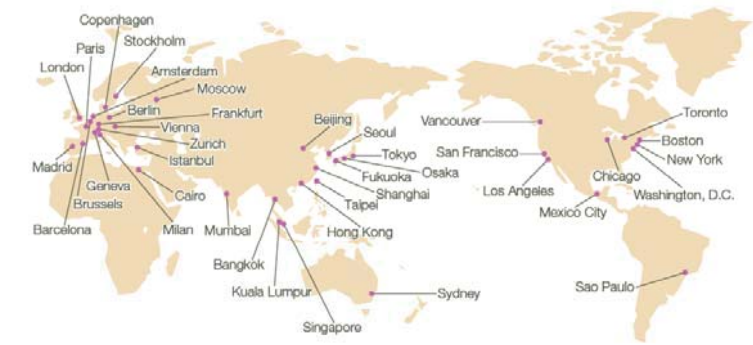 Copenhagen
Paris
Stockholm
London
Amsterdam
Moscow
Berlin
Frankfurt
Vienna
Zurich
Istanbul
Madrid
Geneva
Cairo
Brussels
Barcelona
Milan
Mumbai
Bangkok
Kuala Lumpur
Singapore
Beijing
Seoul
Tokyo
Osaka
Fukuoka
Shanghai
Taipei
Hong Kong
Sydney
Vancouver
San Francisco
Los Angeles
Mexico City
Chicago
Toronto
Boston
New York
Washington, D.C.
Sao Paulo